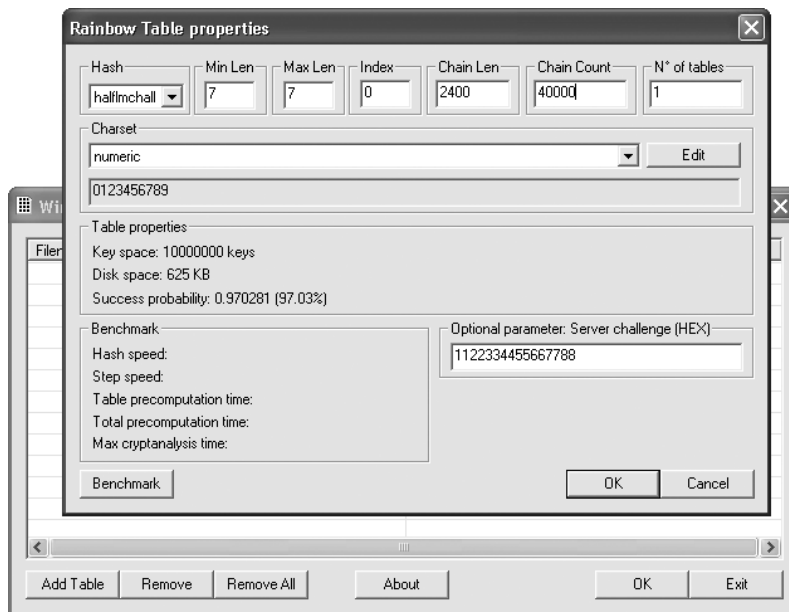 Rainbow Table properties
Hash
Min Len
Max Len
Index
Chain Len
Chain Count
N° of tables
halflmchall
7
7
0
2400
40000
1
Charset
numeric
Edit
0123456789
Table properties
Key space: 10000000 keys
Disk space: 625 KB
Success probability: 0.970281 (97.03%)
Benchmark
Hash speed:
Step speed:
Table precomputation time:
Total precomputation time:
Max cryptanalysis time:
Optional parameter: Server challenge (HEX)
1122334455667788
Benchmark
OK
Cancel
Add Table
Remove
Remove All
About
OK
Exit